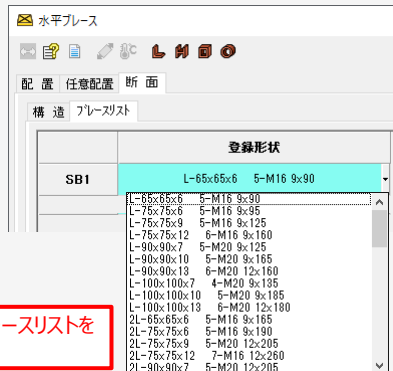 水平ブレース
配 置 任意配置 断 面
構 造 ブレースリスト
登録形状
SB1 L-65x65x6 5-M16 9x90
L-65x65x6 5-M16 9x90
L-75x75x6 5-M16 9x95
L-75x75x9 5-M16 9x125
L-75x75x12 6-M16 9x160
L-90x90x7 5-M20 9x125
L-90x90x10 5-M20 9x165
L-90x90x13 6-M20 12x160
L-100x100x7 4-M20 9x135
L-100x100x10 5-M20 9x185
L-100x100x13 6-M20 12x180
2L-65x65x6 5-M16 9x165
2L-75x75x6 5-M16 9x190
2L-75x75x9 5-M20 12x205
2L-75x75x12 7-M16 12x260
2L-90x90x7 5-M20 12x205
ースリストを